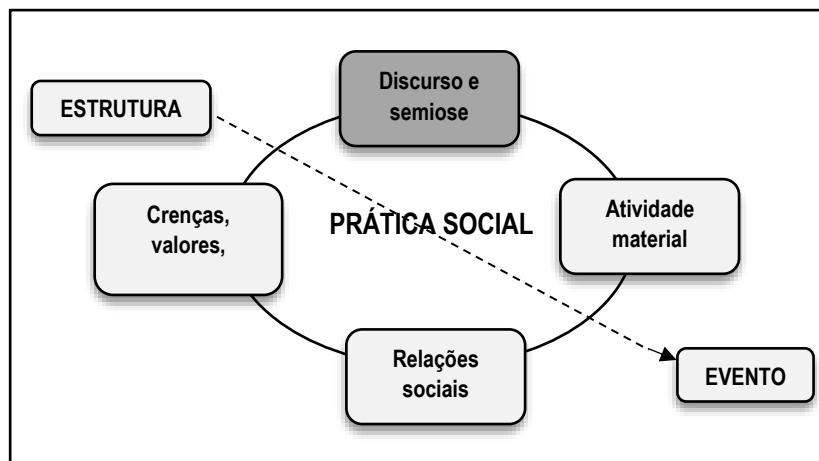 Discurso e
semiose
ESTRUTURA
Crenças,
valores,
PRÁTICA SOCIAL
Atividade
material
Relações
sociais
EVENTO